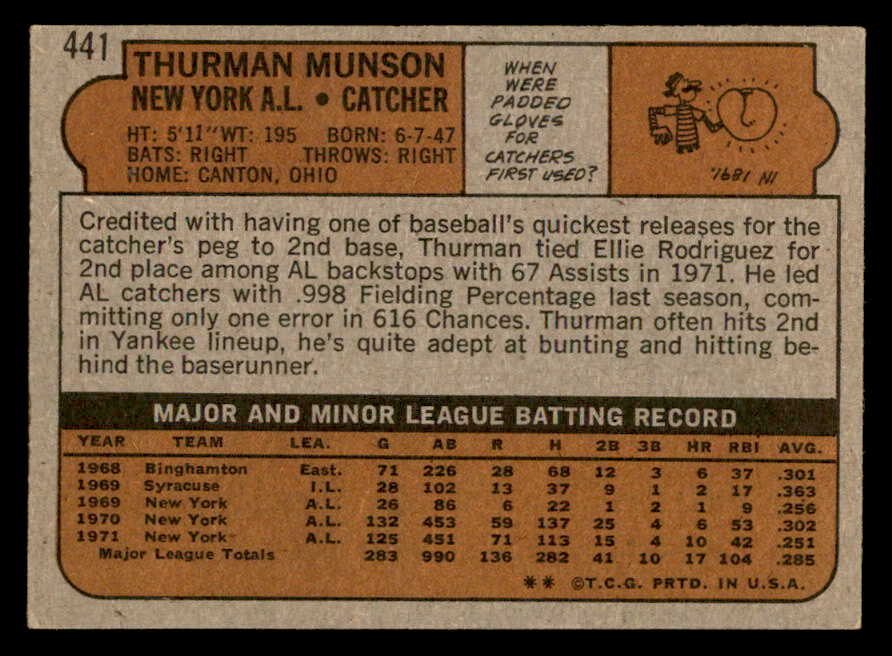 441
THURMAN MUNSON
NEW YORK A.L. • CATCHER
HT: 5'11" WT: 195 BORN: 6-7-47
BATS: RIGHT THROWS: RIGHT
HOME: CANTON, OHIO
WHEN
WERE
PADDED
GLOVES
FOR
CATCHERS
FIRST USED?
IN 1891.
Credited with having one of baseball's quickest releases for the
catcher's peg to 2nd base, Thurman tied Ellie Rodriguez for
2nd place among AL backstops with 67 Assists in 1971. He led
AL catchers with .998 Fielding Percentage last season, com-
mitting only one error in 616 Chances. Thurman often hits 2nd
in Yankee lineup, he's quite adept at bunting and hitting be-
hind the baserunner.
MAJOR AND MINOR LEAGUE BATTING RECORD
YEAR TEAM LEA. G AB R H 2B 3B HR RBI AVG.
1968 Binghamton East. 71 226 28 68 12 3 6 37 .301
1969 Syracuse I.L. 28 102 13 37 9 1 2 17 .363
1969 New York A.L. 26 86 6 22 1 2 1 9 .256
1970 New York A.L. 132 453 59 137 25 4 6 53 .302
1971 New York A.L. 125 451 71 113 15 4 10 42 .251
Major League Totals 283 990 136 282 41 10 17 104 .285
** ©T.C.G. PRTD. IN U.S.A.